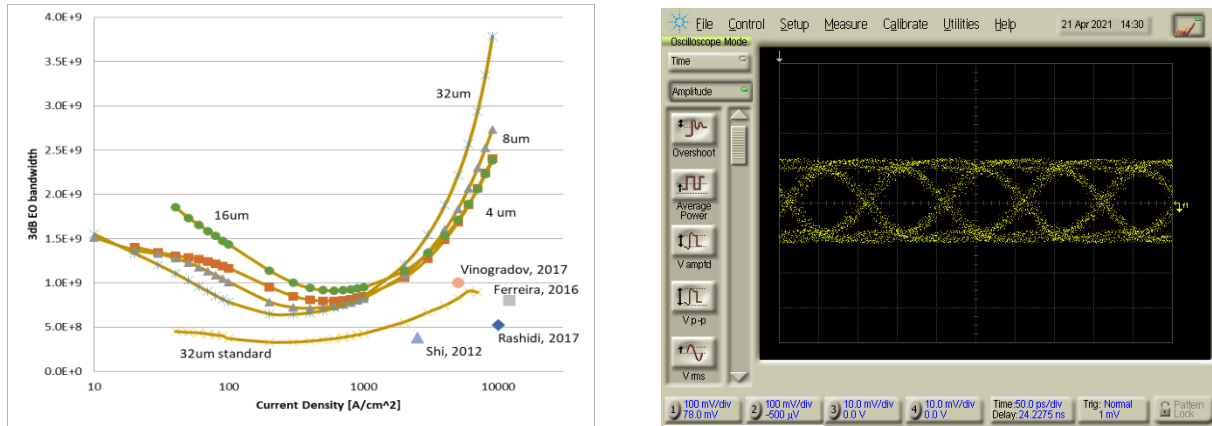 4.0E+9
3.5E+9
3.0E+9
2.5E+9
2.0E+9
1.5E+9
1.0E+9
5.0E+8
0.0E+0
3dB EO bandwidth
32um
8um
16um
4 um
Vinogradov, 2017
Ferreira, 2016
Rashidi, 2017
Shi, 2012
32um standard
10 100 1000 10000
Current Density [A/cm^2]
File Control Setup Measure Calibrate Utilities Help 21 Apr 2021 14:30
Oscilloscope Mode
Time
Amplitude
Overshoot
Average
Power
V amptd
V p-p
V rms
1 100 mV/div
78.0 mV
2 100 mV/div
-500 µV
3 10.0 mV/div
0.0 V
4 10.0 mV/div
0.0 V
Time:50.0 ps/div
Delay:24.2275 ns
Trig: Normal
1 mV
Pattern
Lock